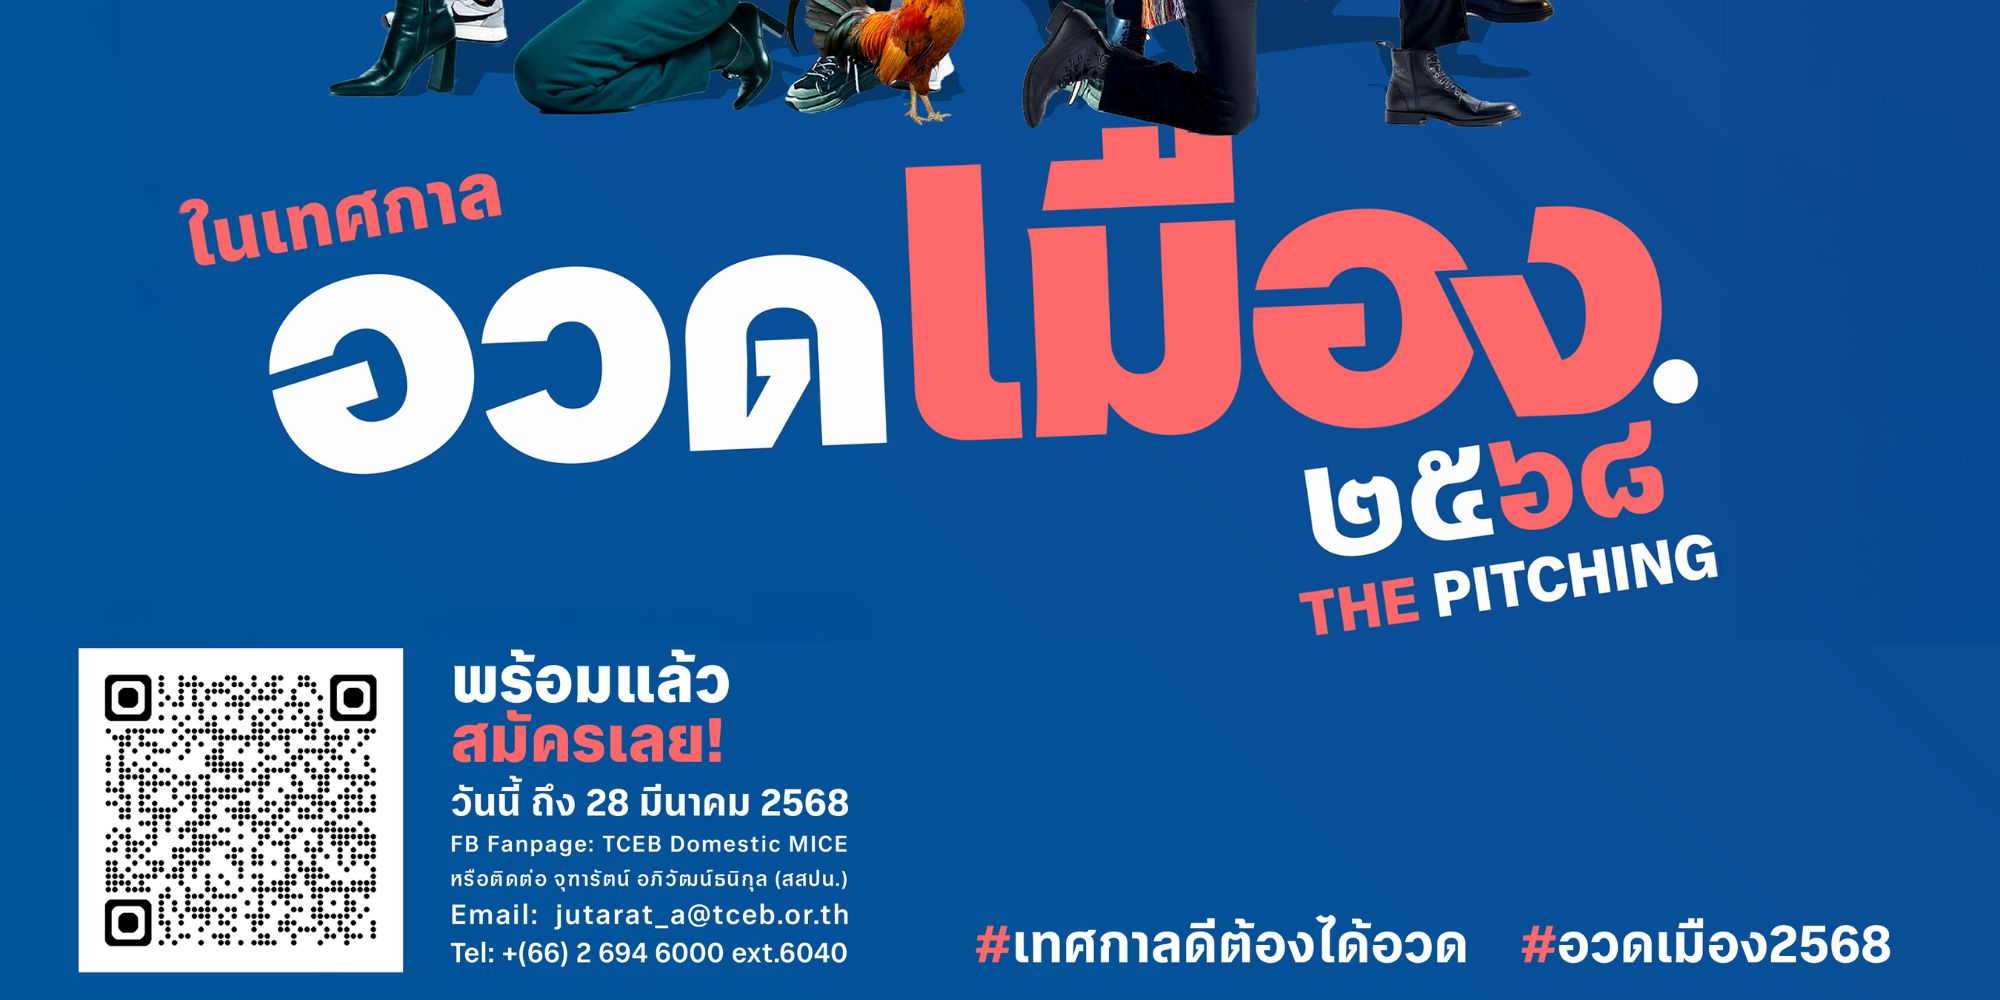 ในเทศกาล
อวดเมือง.
๒๕๖๘
THE PITCHING
พร้อมแล้ว
สมัครเลย!
วันนี้ ถึง 28 มีนาคม 2568
FB Fanpage: TCEB Domestic MICE
หรือติดต่อ จุฑารัตน์ อภิวัฒน์ธนิกุล (สสปน.)
Email: jutarat_a@tceb.or.th
Tel: +(66) 2 694 6000 ext.6040
#เทศกาลดีต้องได้อวด #อวดเมือง2568